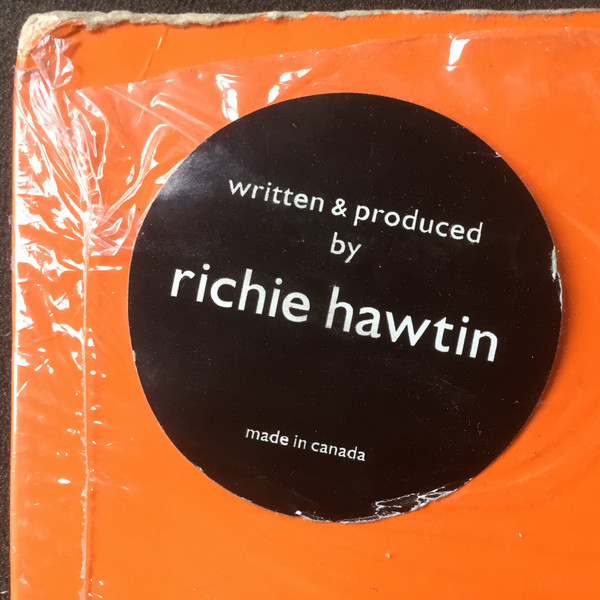 written & produced
by
richie hawtin
made in canada